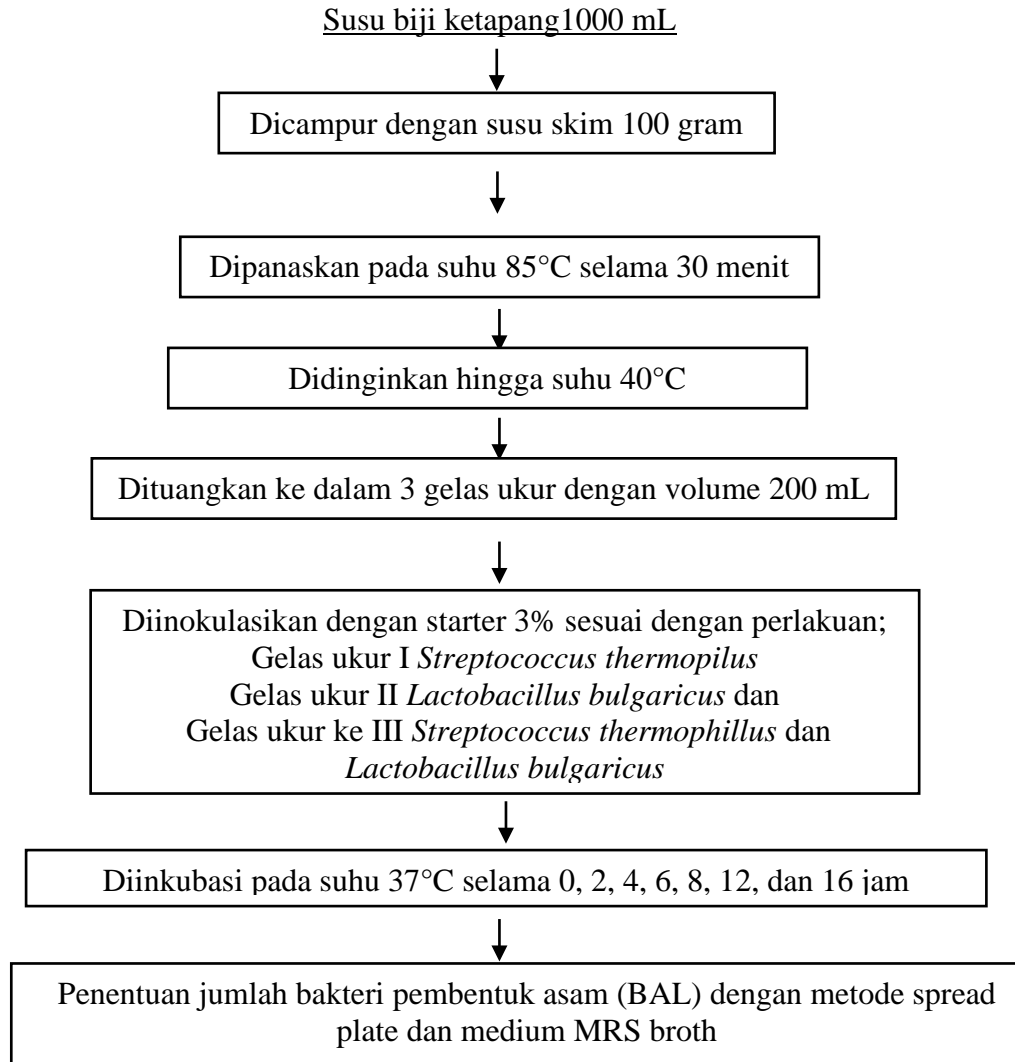 Susu biji ketapang1000 mL
Dicampur dengan susu skim 100 gram
Dipanaskan pada suhu 85°C selama 30 menit
Didinginkan hingga suhu 40°C
Dituangkan ke dalam 3 gelas ukur dengan volume 200 mL
Diinokulasikan dengan starter 3% sesuai dengan perlakuan;
Gelas ukur I Streptococcus thermopilus
Gelas ukur II Lactobacillus bulgaricus dan
Gelas ukur ke III Streptococcus thermophillus dan
Lactobacillus bulgaricus
Diinkubasi pada suhu 37°C selama 0, 2, 4, 6, 8, 12, dan 16 jam
Penentuan jumlah bakteri pembentuk asam (BAL) dengan metode spread
plate dan medium MRS broth